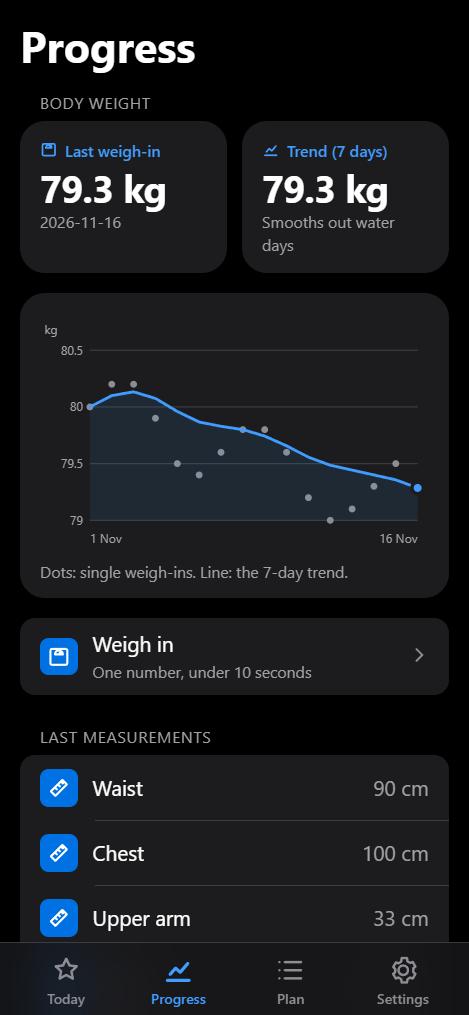 Progress
BODY WEIGHT
Last weigh-in
79.3 kg
2026-11-16
Trend (7 days)
79.3 kg
Smooths out water
days
kg
80.5
80
79.5
79
1 Nov
16 Nov
Dots: single weigh-ins. Line: the 7-day trend.
Weigh in
One number, under 10 seconds
LAST MEASUREMENTS
Waist
90 cm
Chest
100 cm
Upper arm
33 cm
Today
Progress
Plan
Settings